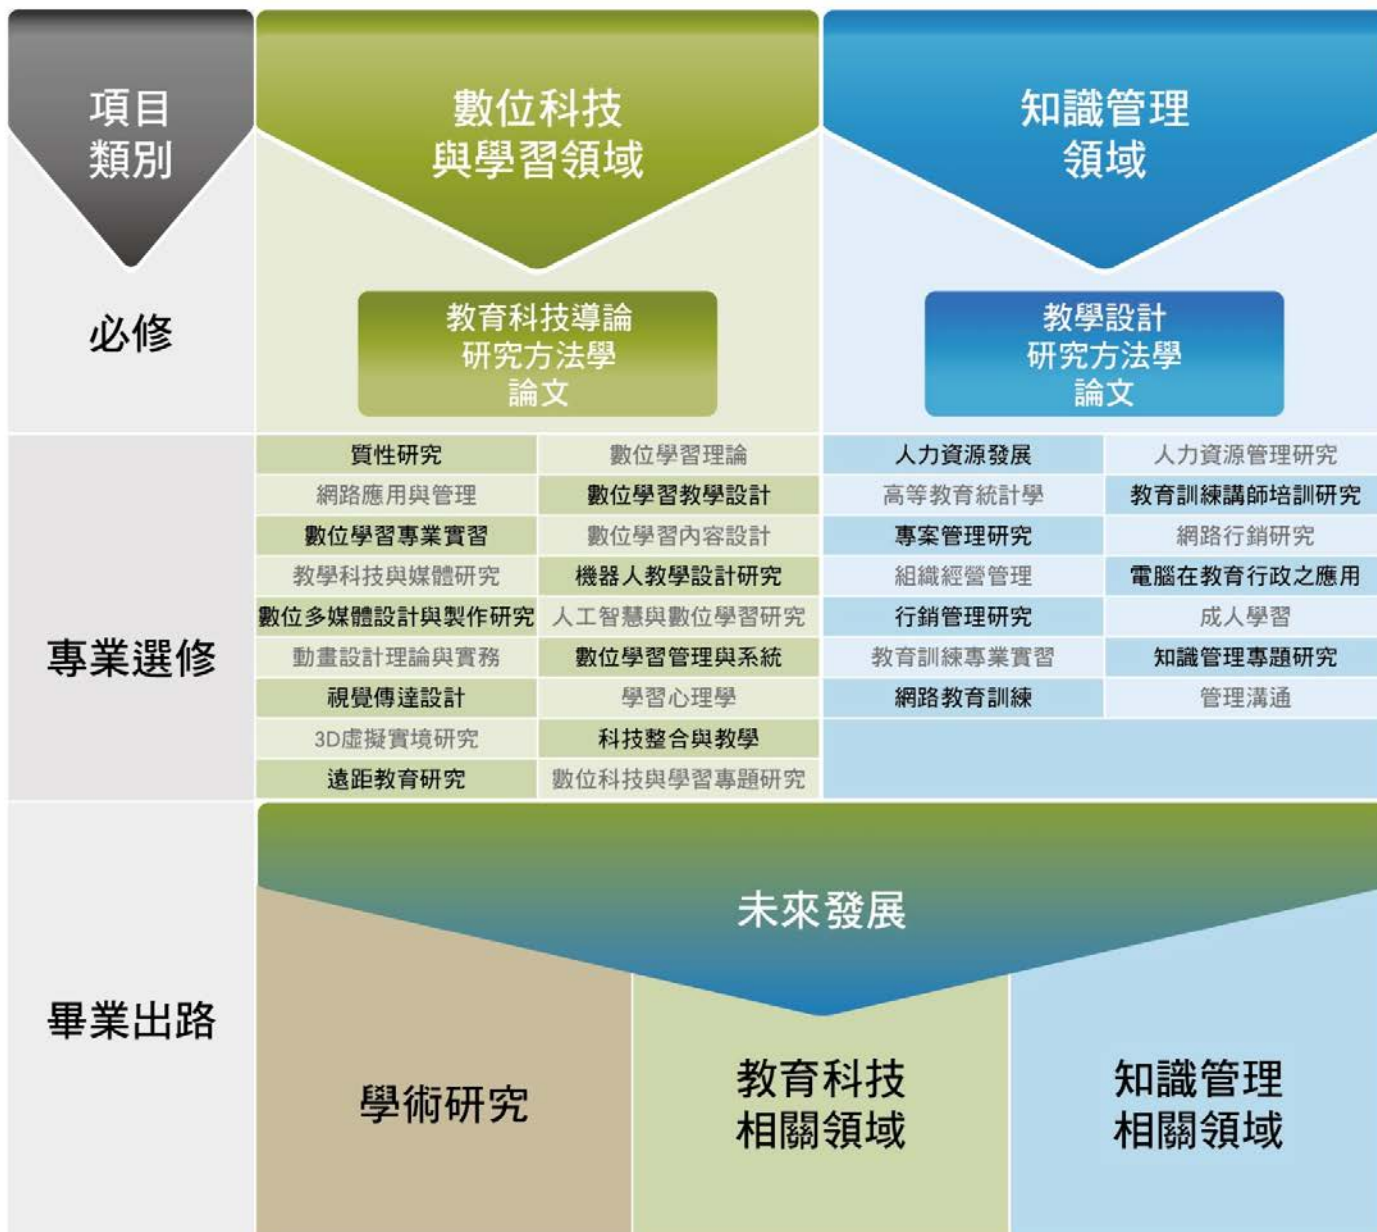 項目
類別
數位科技
與學習領域
知識管理
領域
必修
教育科技導論
研究方法學
論文
教學設計
研究方法學
論文
專業選修
質性研究
數位學習理論
人力資源發展
人力資源管理研究
網路應用與管理
數位學習教學設計
高等教育統計學
教育訓練講師培訓研究
數位學習專業實習
數位學習內容設計
專案管理研究
網路行銷研究
教學科技與媒體研究
機器人教學設計研究
組織經營管理
電腦在教育行政之應用
數位多媒體設計與製作研究
人工智慧與數位學習研究
行銷管理研究
成人學習
動畫設計理論與實務
數位學習管理與系統
教育訓練專業實習
知識管理專題研究
視覺傳達設計
學習心理學
網路教育訓練
管理溝通
3D虛擬實境研究
科技整合與教學
遠距教育研究
數位科技與學習專題研究
畢業出路
未來發展
學術研究
教育科技
相關領域
知識管理
相關領域